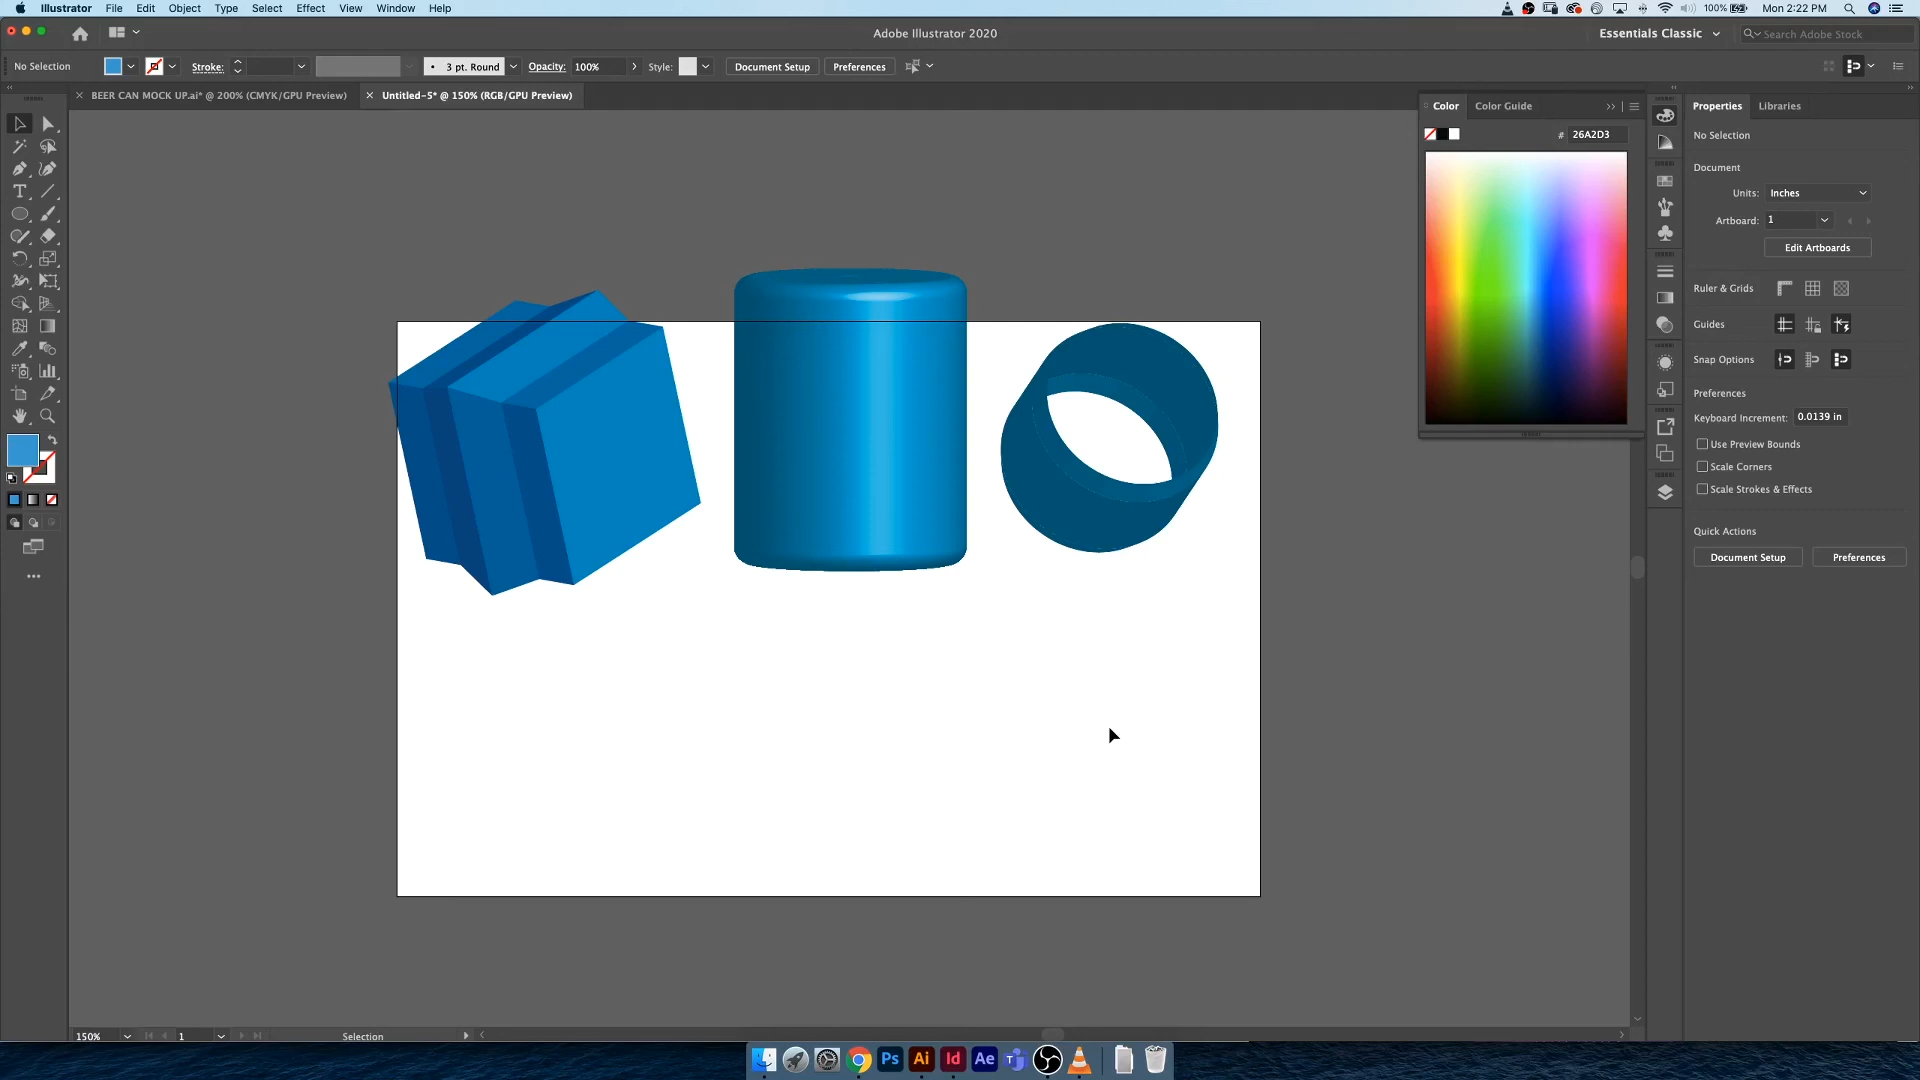 Illustrator File Edit Object Type Select Effect View Window Help
100% Mon 2:22 PM
Adobe Illustrator 2020
Essentials Classic
Search Adobe Stock
No Selection
Stroke:
3 pt. Round
Opacity: 100%
Style:
Document Setup
Preferences
BEER CAN MOCK UP.ai* @ 200% (CMYK/GPU Preview)
Untitled-5* @ 150% (RGB/GPU Preview)
Color
Color Guide
# 26A2D3
Properties
Libraries
No Selection
Document
Units: Inches
Artboard: 1
Edit Artboards
Ruler & Grids
Guides
Snap Options
Preferences
Keyboard Increment: 0.0139 in
Use Preview Bounds
Scale Corners
Scale Strokes & Effects
Quick Actions
Document Setup
Preferences
150%
1
Selection
Ps
Ai
Id
Ae
T